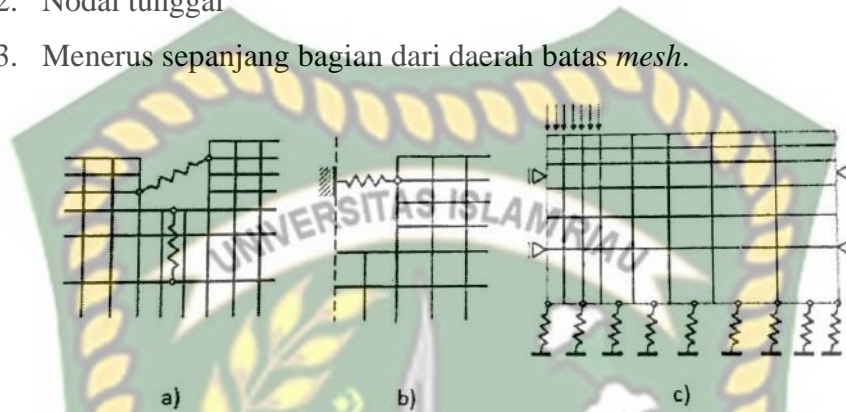 2. Nodal tunggal
3. Menerus sepanjang bagian dari daerah batas mesh.
UNIVERSITAS ISLAM RIAU
a) b) c)